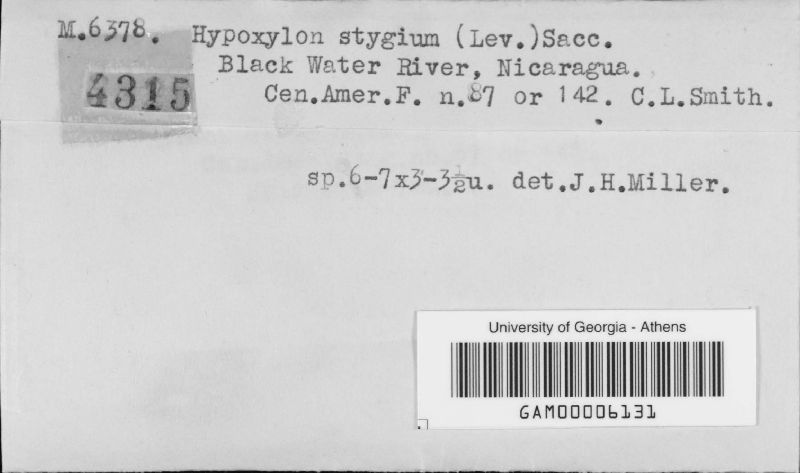 M.6378. Hypoxylon stygium (Lev.)Sacc.
4315
Black Water River, Nicaragua.
Cen.Amer.F. n.87 or 142. C.L.Smith.
sp.6-7x3-3½u. det.J.H.Miller.
University of Georgia - Athens
GAM00006131